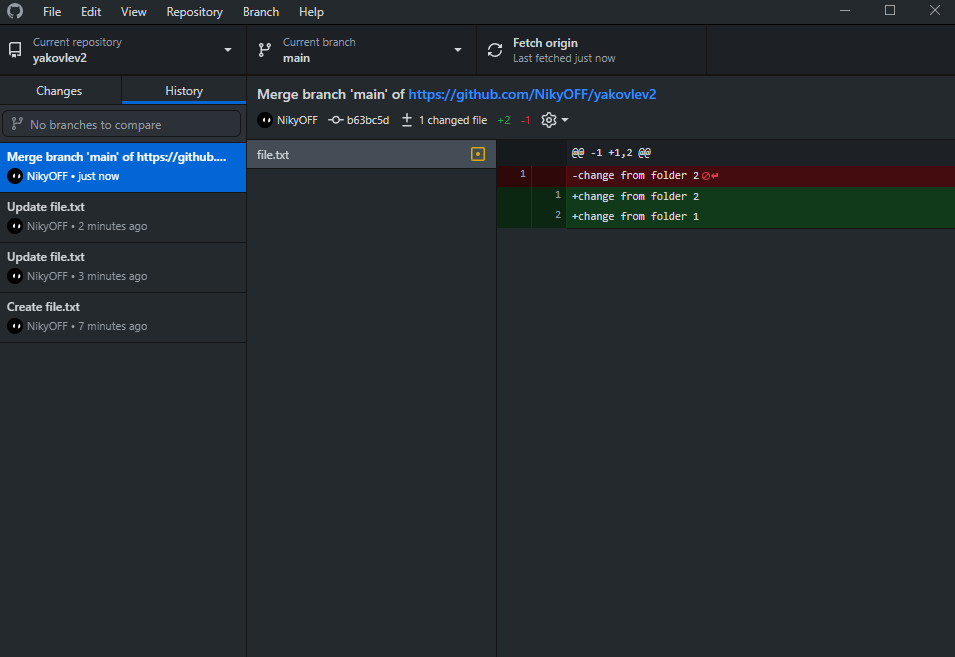 File Edit View Repository Branch Help
Current repository
yakovlev2
Current branch
main
Fetch origin
Last fetched just now
Changes
History
No branches to compare
Merge branch 'main' of https://github....
NikyOFF • just now
Update file.txt
NikyOFF • 2 minutes ago
Update file.txt
NikyOFF • 3 minutes ago
Create file.txt
NikyOFF • 7 minutes ago
Merge branch 'main' of https://github.com/NikyOFF/yakovlev2
NikyOFF b63bc5d 1 changed file +2 -1
file.txt
@@ -1 +1,2 @@
1 -change from folder 2
1 +change from folder 2
2 +change from folder 1